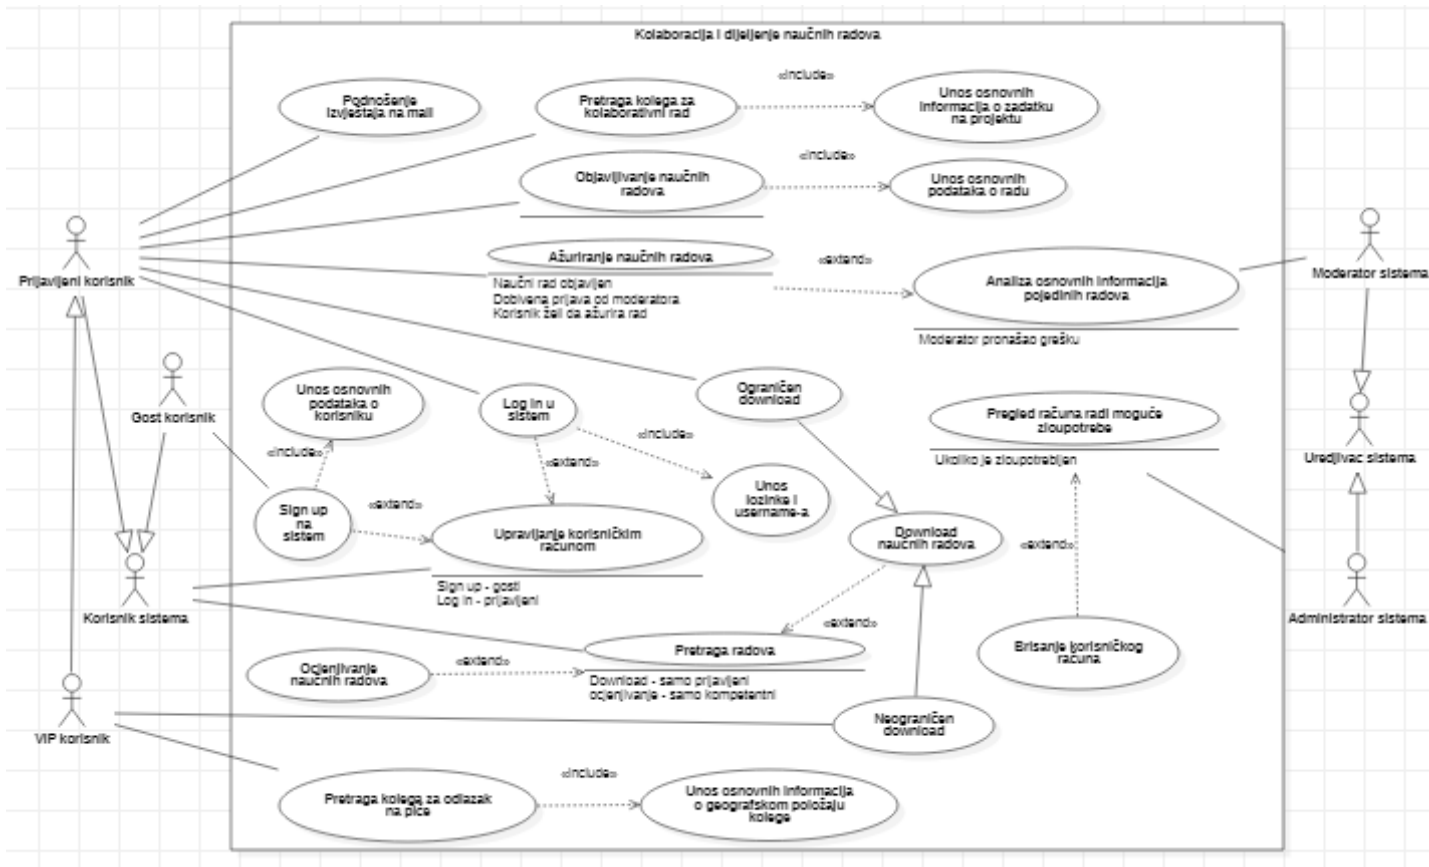 Kolaboracija i dijeljenje naučnih radova
Podnošenje
izvještaja na mail
Pretraga kolega za
kolaborativni rad
«include»
Unos osnovnih
informacija o zadatku
na projektu
Objavljivanje naučnih
radova
«include»
Unos osnovnih
podataka o radu
Prijavljeni korisnik
Ažuriranje naučnih radova
Naučni rad objavljen
Dobivena prijava od moderatora
Korisnik želi da ažurira rad
«extend»
Analiza osnovnih informacija
pojedinih radova
Moderator pronašao grešku
Moderator sistema
Gost korisnik
Unos osnovnih
podataka o
korisniku
Log in u
sistem
Ograničen
download
Pregled računa radi moguće
zloupotrebe
Ukoliko je zloupotrebljen
Uredjivac sistema
«include»
«extend»
«include»
Sign up
na
sistem
«extend»
Unos
lozinke i
username-a
Upravljanje korisničkim
računom
Sign up - gosti
Log in - prijavljeni
Download
naučnih radova
«extend»
Korisnik sistema
Administrator sistema
«extend»
Pretraga radova
Download - samo prijavljeni
ocjenjivanje - samo kompetentni
Ocjenjivanje
naučnih radova
«extend»
Brisanje korisničkog
računa
VIP korisnik
Neograničen
download
Pretraga kolega za odlazak
na piće
«include»
Unos osnovnih informacija
o geografskom položaju
kolege